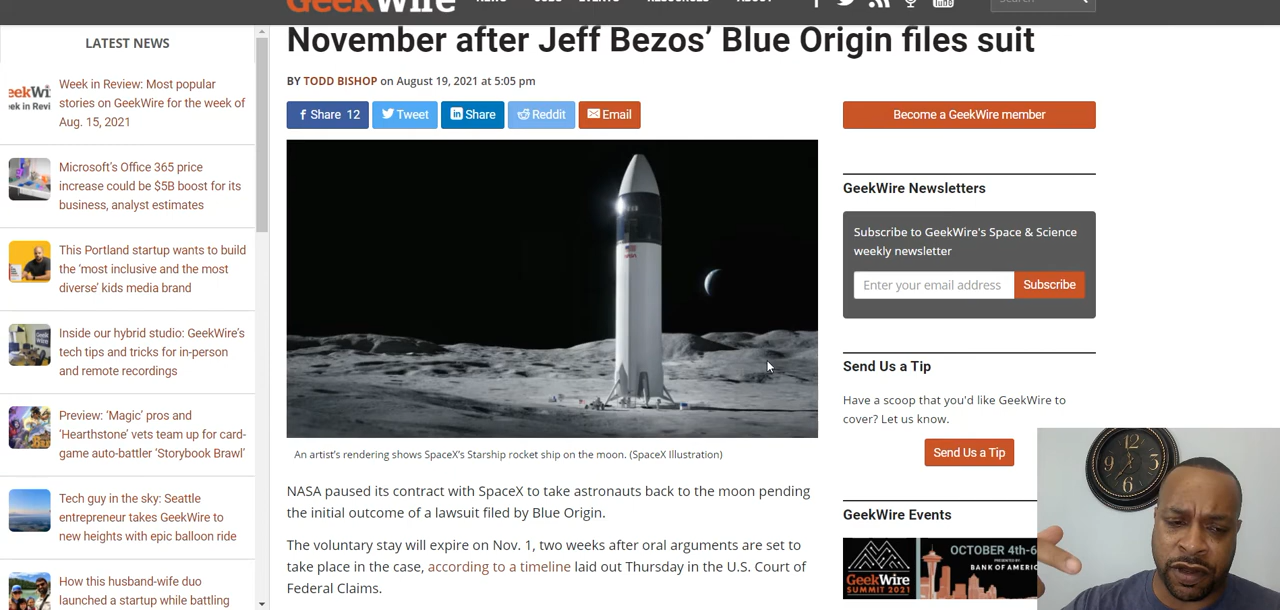 GeekWire
NEWS
EVENTS
ABOUT
Search
LATEST NEWS
Week in Review: Most popular
stories on GeekWire for the week of
Aug. 15, 2021
Microsoft's Office 365 price
increase could be $5B boost for its
business, analyst estimates
This Portland startup wants to build
the 'most inclusive and the most
diverse' kids media brand
Inside our hybrid studio: GeekWire's
tech tips and tricks for in-person
and remote recordings
Preview: 'Magic' pros and
'Hearthstone' vets team up for card-
game auto-battler 'Storybook Brawl'
Tech guy in the sky: Seattle
entrepreneur takes GeekWire to
new heights with epic balloon ride
How this husband-wife duo
launched a startup while battling
November after Jeff Bezos' Blue Origin files suit
BY TODD BISHOP on August 19, 2021 at 5:05 pm
Share 12
Tweet
Share
Reddit
Email
An artist's rendering shows SpaceX's Starship rocket ship on the moon. (SpaceX Illustration)
NASA paused its contract with SpaceX to take astronauts back to the moon pending
the initial outcome of a lawsuit filed by Blue Origin.
The voluntary stay will expire on Nov. 1, two weeks after oral arguments are set to
take place in the case, according to a timeline laid out Thursday in the U.S. Court of
Federal Claims.
Become a GeekWire member
GeekWire Newsletters
Subscribe to GeekWire's Space & Science
weekly newsletter
Enter your email address
Subscribe
Send Us a Tip
Have a scoop that you'd like GeekWire to
cover? Let us know.
Send Us a Tip
GeekWire Events
GeekWire
SUMMIT 2021
OCTOBER 4th-6
PRESENTED BY
BANK OF AMERIC